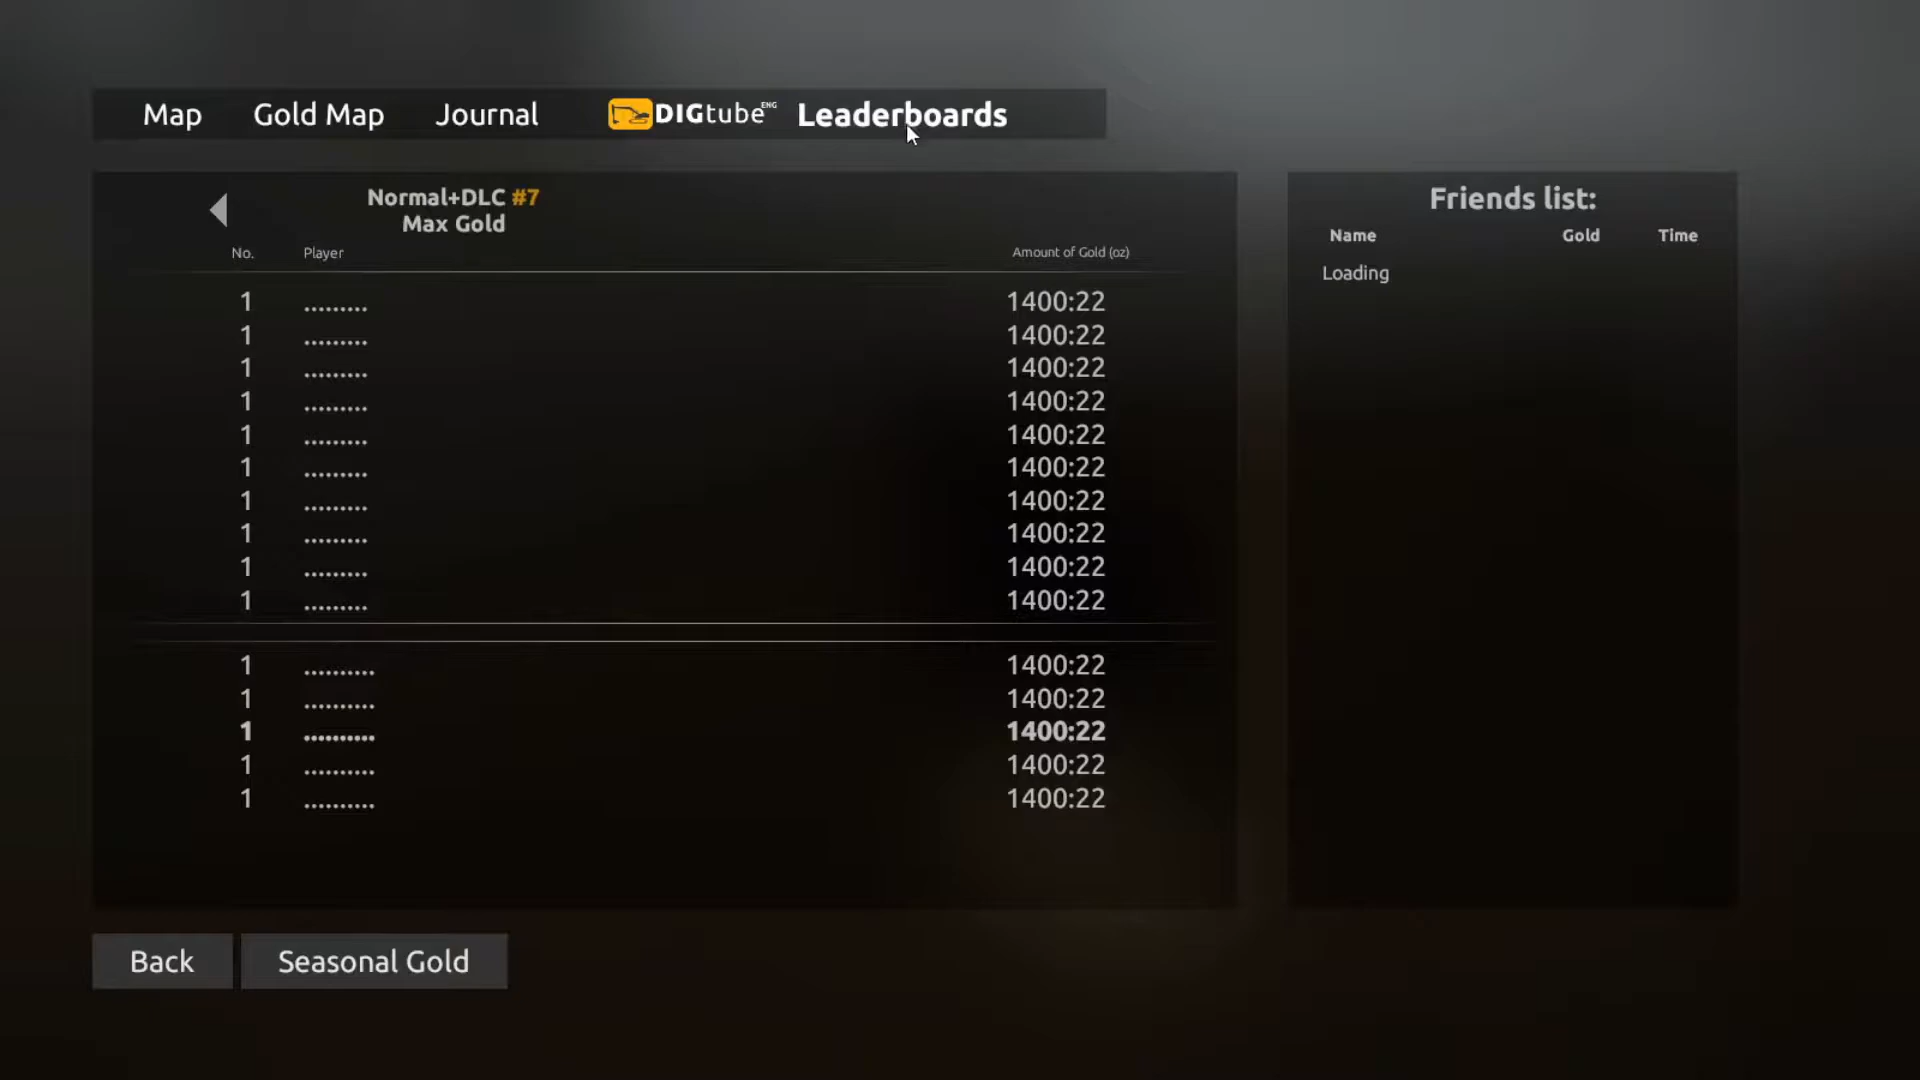 Map Gold Map Journal DIGtube ENG Leaderboards
Normal+DLC #7
Max Gold
No. Player Amount of Gold (oz)
1 ......... 1400:22
1 ......... 1400:22
1 ......... 1400:22
1 ......... 1400:22
1 ......... 1400:22
1 ......... 1400:22
1 ......... 1400:22
1 ......... 1400:22
1 ......... 1400:22
1 ......... 1400:22
1 .......... 1400:22
1 .......... 1400:22
1 .......... 1400:22
1 .......... 1400:22
1 .......... 1400:22
Friends list:
Name Gold Time
Loading
Back Seasonal Gold